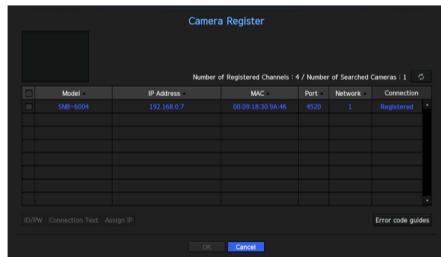 Camera Register
Number of Registered Channels : 4 / Number of Searched Cameras : 1
Model IP Address MAC Port Network Connection
SNB-6004 192.168.0.7 00:09:18:30:9A:46 4520 1 Registered
ID/PW Connection Text Assign IP Error code guides
OK Cancel